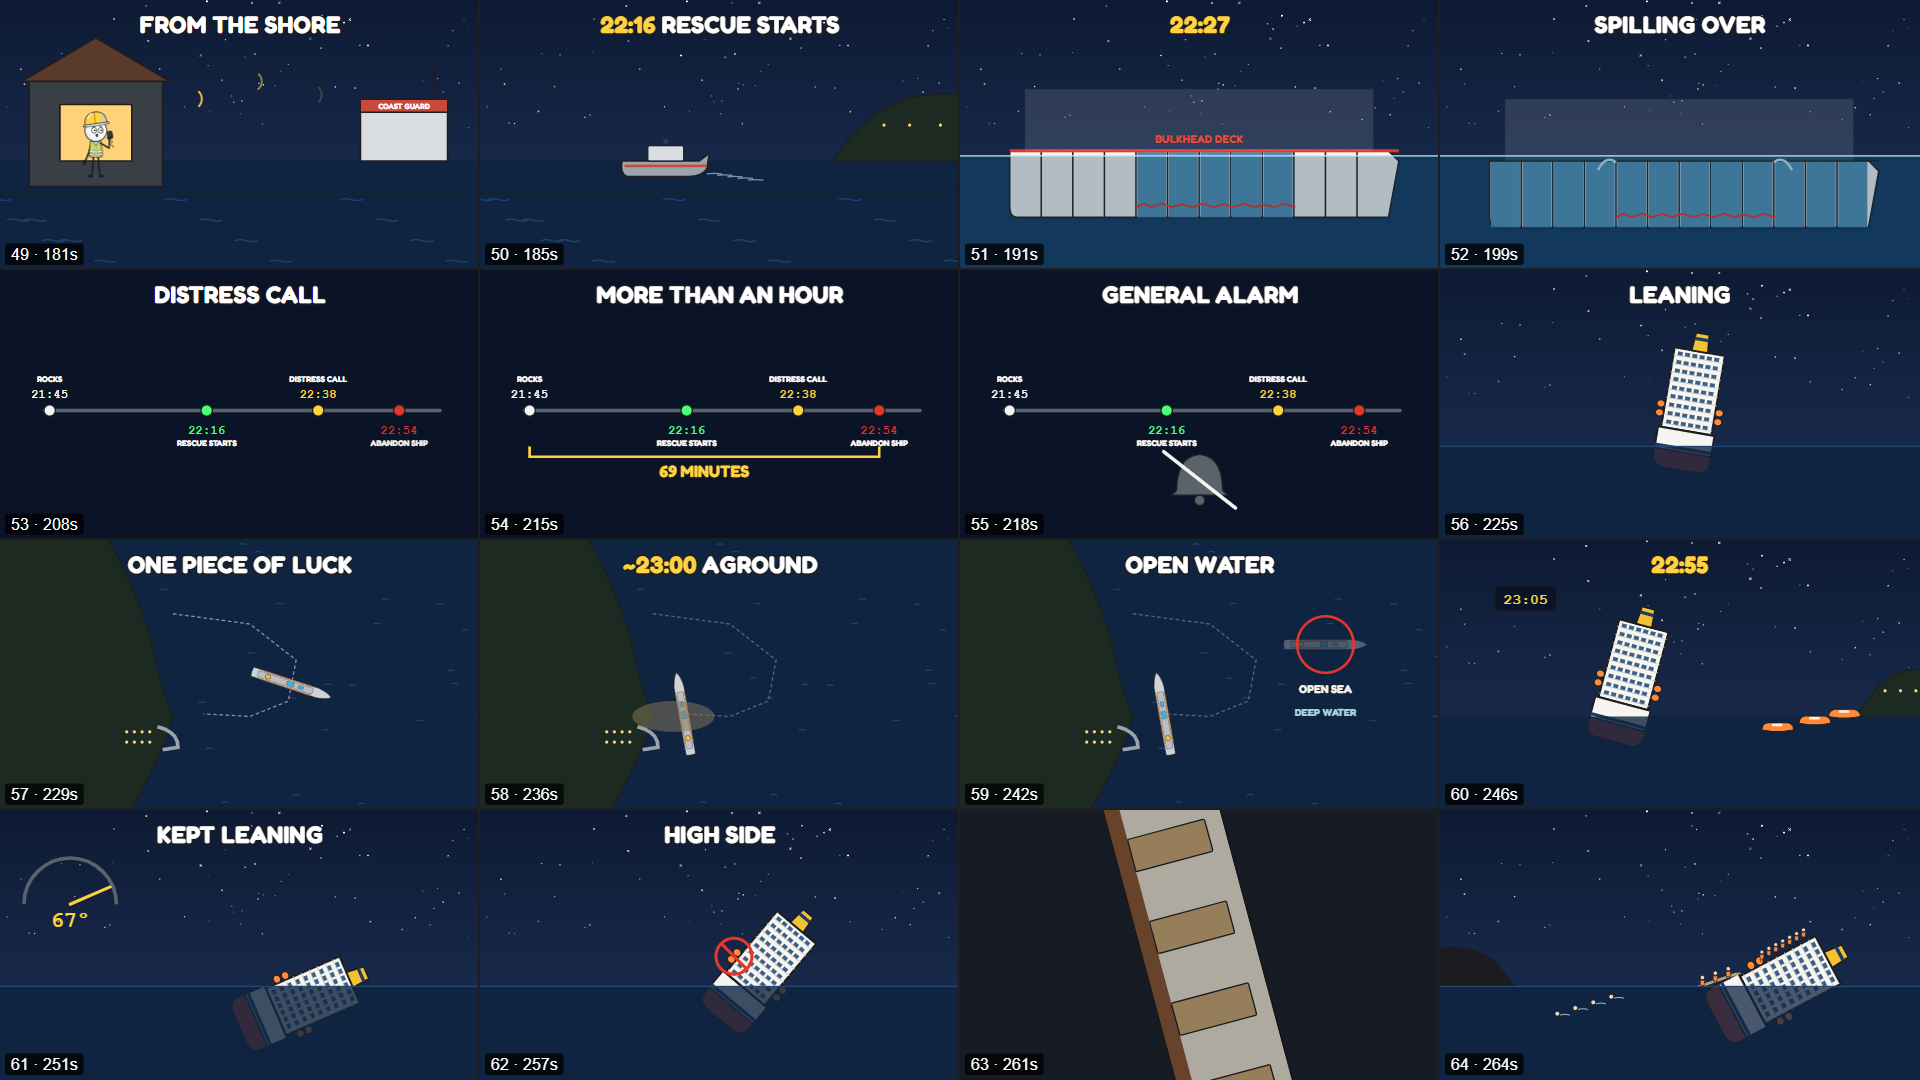 FROM THE SHORE
COAST GUARD
49 · 181s
22:16 RESCUE STARTS
50 · 185s
22:27
BULKHEAD DECK
51 · 191s
SPILLING OVER
52 · 199s
DISTRESS CALL
ROCKS
21:45
DISTRESS CALL
22:38
22:16
RESCUE STARTS
22:54
ABANDON SHIP
53 · 208s
MORE THAN AN HOUR
ROCKS
21:45
DISTRESS CALL
22:38
22:16
RESCUE STARTS
22:54
ABANDON SHIP
69 MINUTES
54 · 215s
GENERAL ALARM
ROCKS
21:45
DISTRESS CALL
22:38
22:16
RESCUE STARTS
22:54
ABANDON SHIP
55 · 218s
LEANING
56 · 225s
ONE PIECE OF LUCK
57 · 229s
~23:00 AGROUND
58 · 236s
OPEN WATER
OPEN SEA
DEEP WATER
59 · 242s
22:55
23:05
60 · 246s
KEPT LEANING
67°
61 · 251s
HIGH SIDE
62 · 257s
63 · 261s
64 · 264s